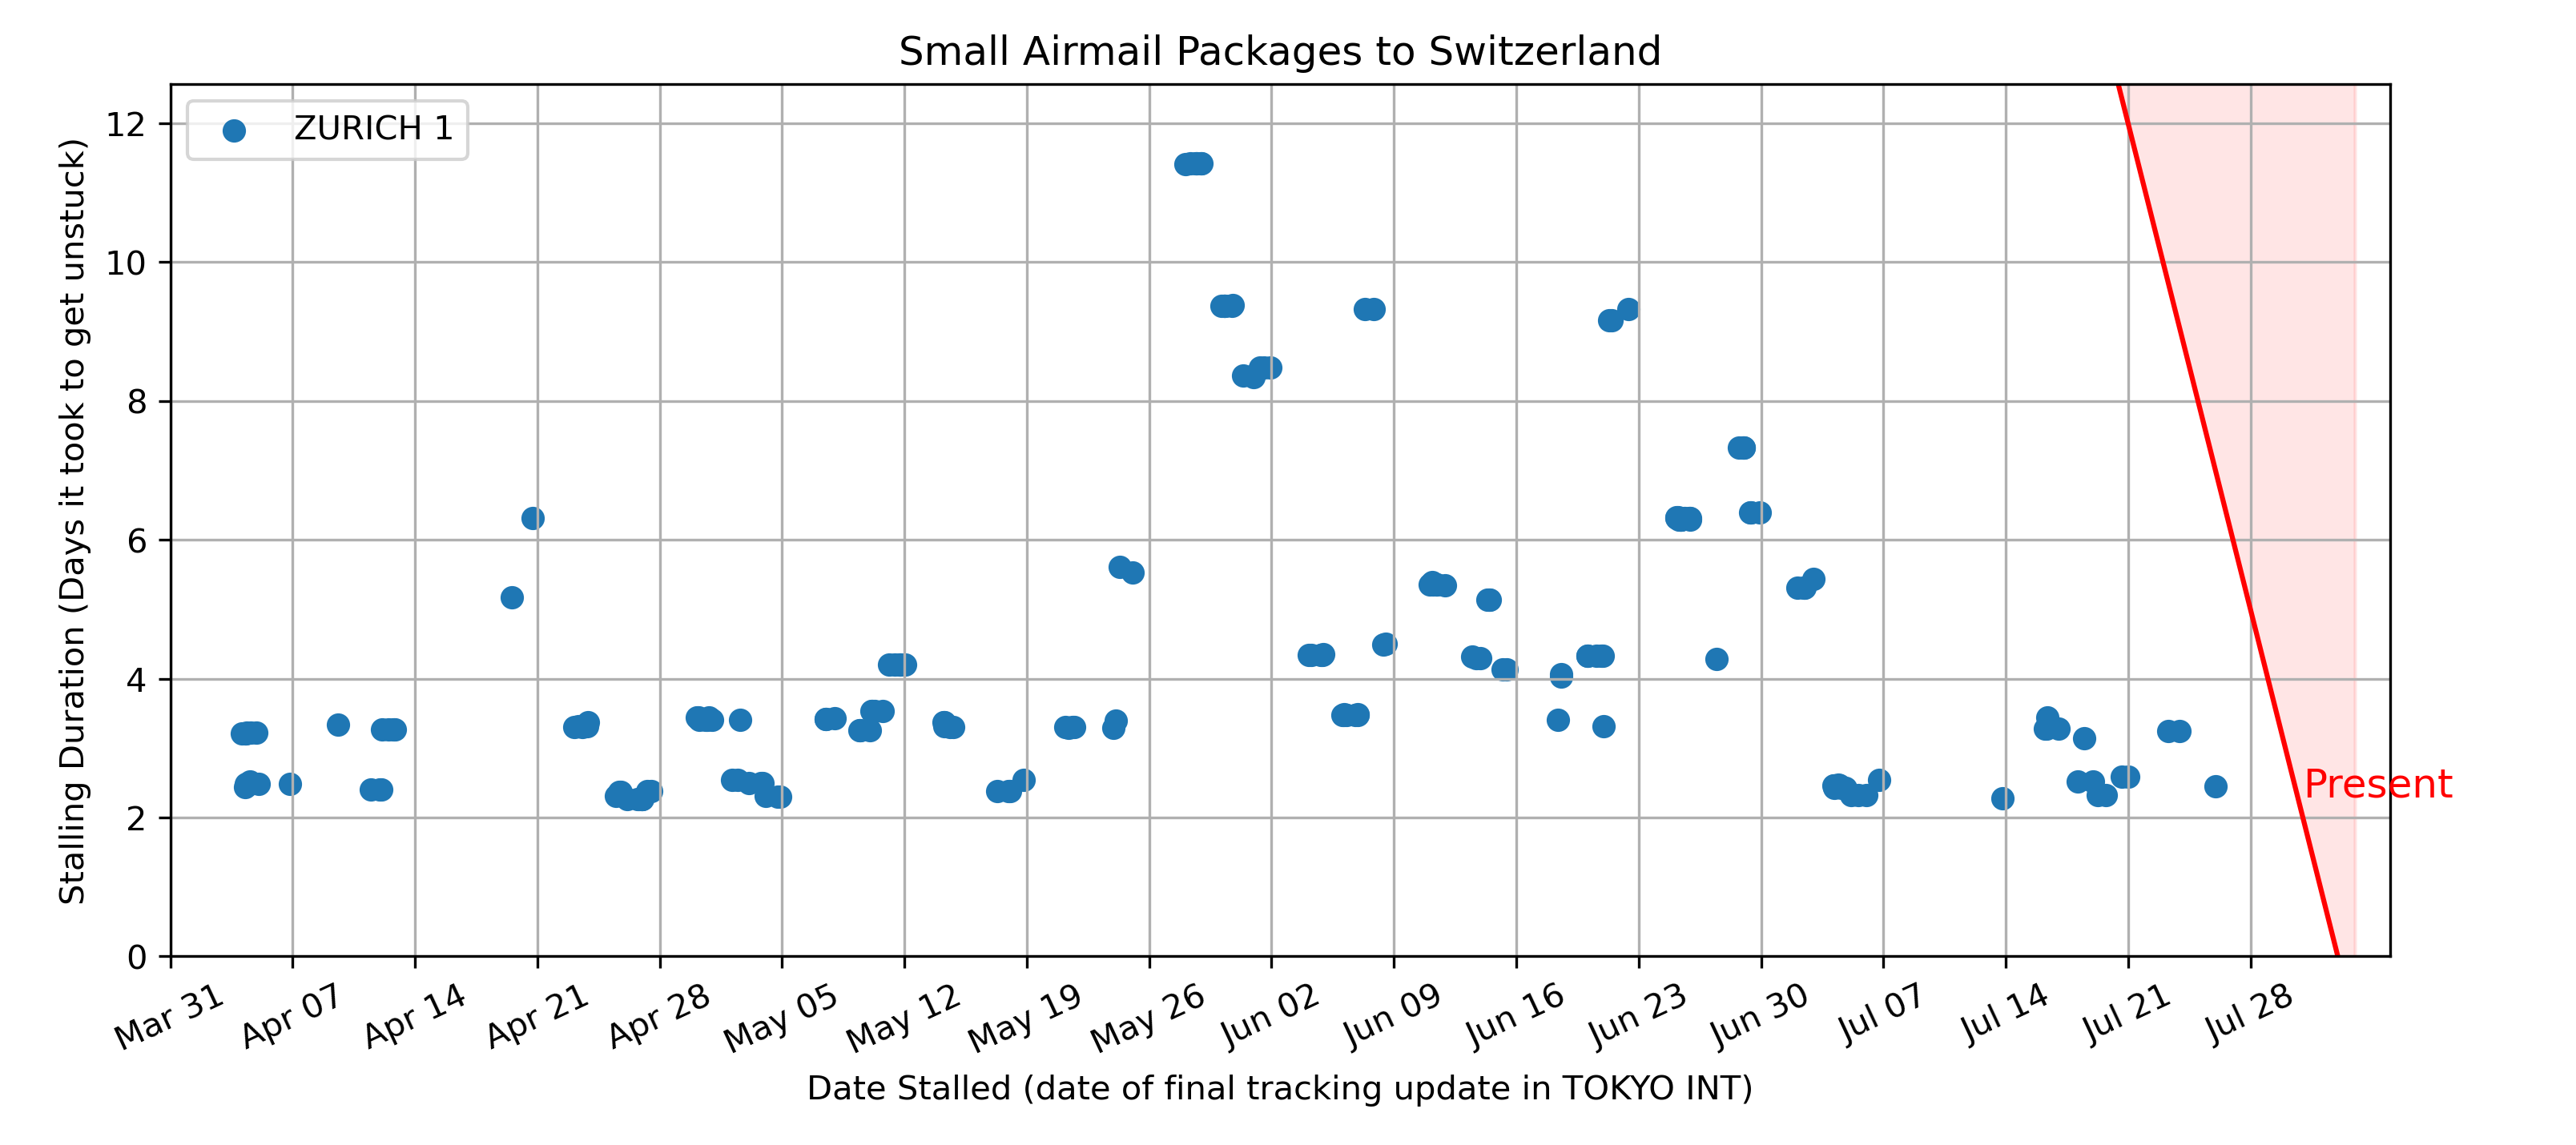 Small Airmail Packages to Switzerland
ZURICH 1
Stalling Duration (Days it took to get unstuck)
12
10
8
6
4
2
0
Present
Mar 31
Apr 07
Apr 14
Apr 21
Apr 28
May 05
May 12
May 19
May 26
Jun 02
Jun 09
Jun 16
Jun 23
Jun 30
Jul 07
Jul 14
Jul 21
Jul 28
Date Stalled (date of final tracking update in TOKYO INT)